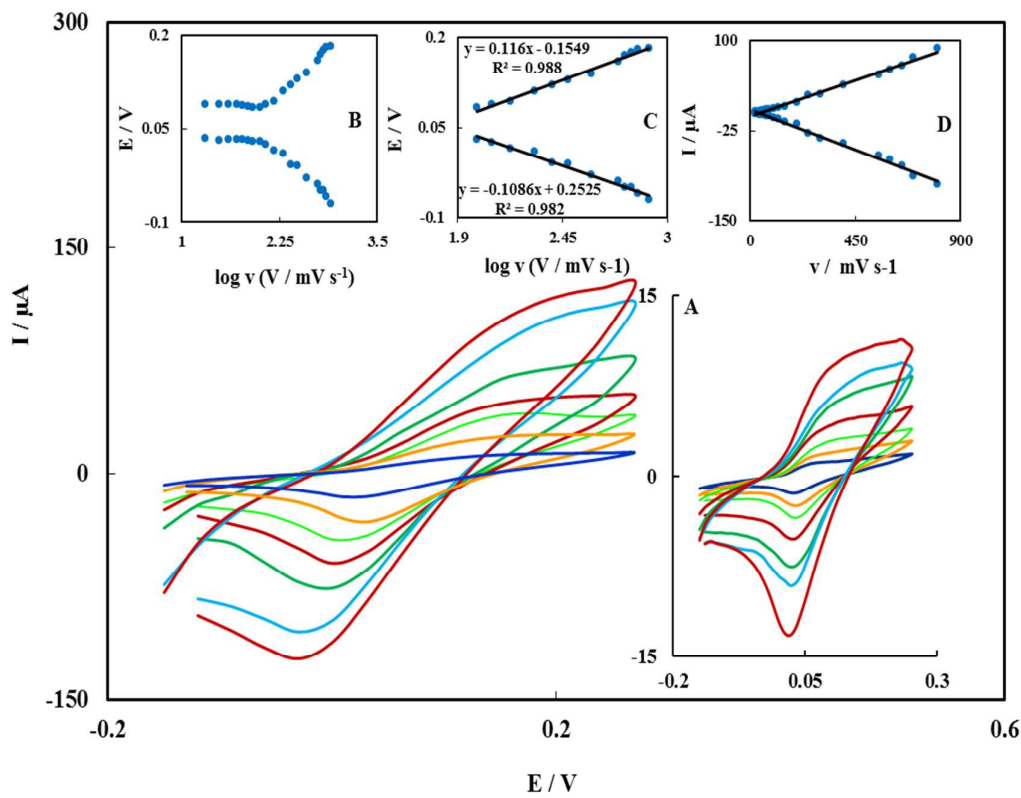 300
150
0
-150
-0.2
0.2
0.6
I / μA
E / V
0.2
0.05
-0.1
1
2.25
3.5
E / V
B
log v (V / mV s-1)
0.2
0.05
-0.1
1.9
2.45
3
E / V
y = 0.116x - 0.1549
R² = 0.988
C
y = -0.1086x + 0.2525
R² = 0.982
log v (V / mV s-1)
100
-25
-150
0
450
900
I / μA
D
v / mV s-1
15
0
-15
-0.2
0.05
0.3
A